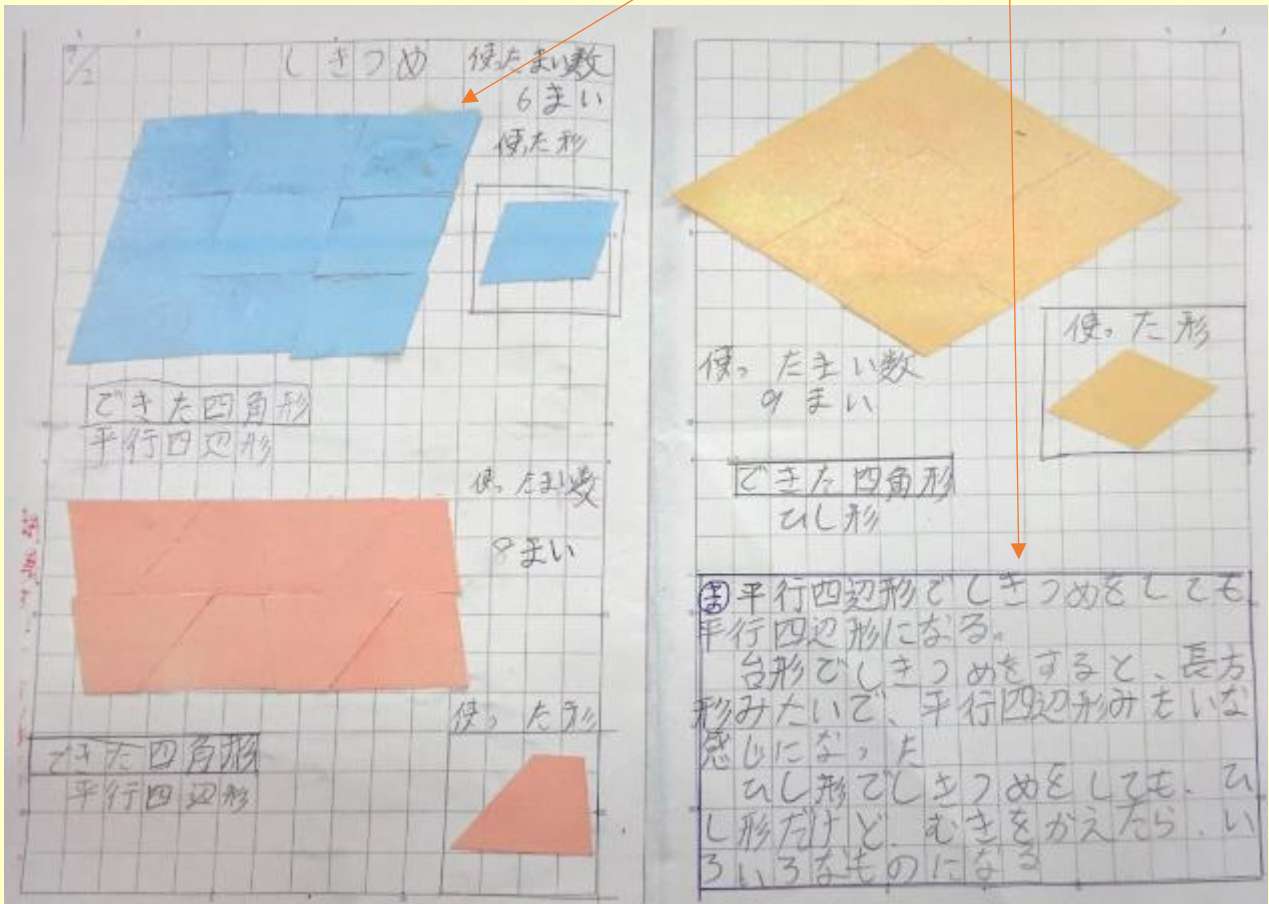 7/2
しきつめ
使ったまい数
6まい
使った形
できた四角形
平行四辺形
使ったまい数
8まい
使った形
できた四角形
平行四辺形
使ったまい数
9まい
使った形
できた四角形
ひし形
ま 平行四辺形でしきつめをしても
平行四辺形になる。
台形でしきつめをすると、長方
形みたいで、平行四辺形みたいな
感じになった
ひし形でしきつめをしても、ひ
し形だけど、むきをかえたら、い
ろいろなものになる